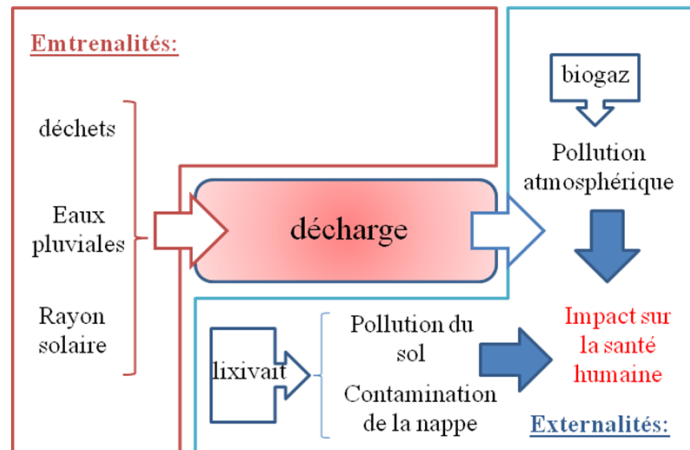 Emtrenalités:
déchets
Eaux
pluviales
Rayon
solaire
décharge
biogaz
Pollution
atmosphérique
lixivait
Pollution du
sol
Contamination
de la nappe
Impact sur
la santé
humaine
Externalités: